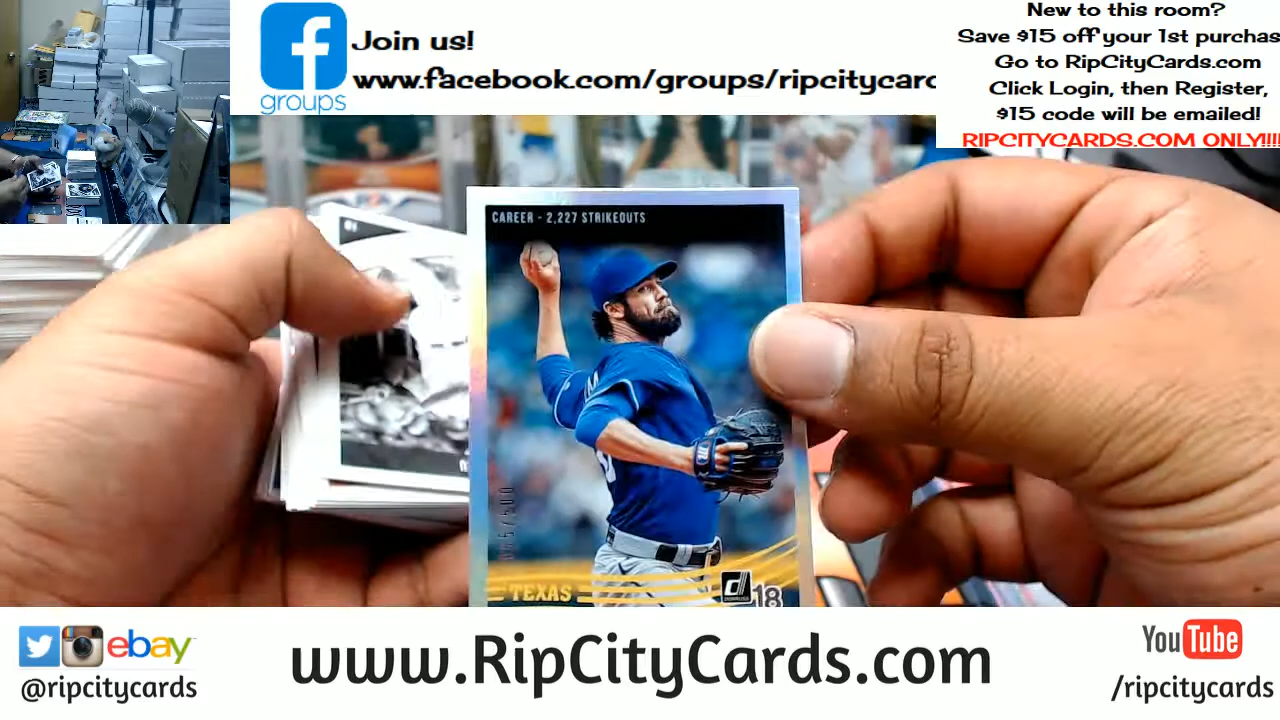 Join us!
www.facebook.com/groups/ripcitycarc
groups
New to this room?
Save $15 off your 1st purchas
Go to RipCityCards.com
Click Login, then Register,
$15 code will be emailed!
RIPCITYCARDS.COM ONLY!!!!
CAREER - 2,227 STRIKEOUTS
TEXAS
18
ebay
@ripcitycards
www.RipCityCards.com
YouTube
/ripcitycards